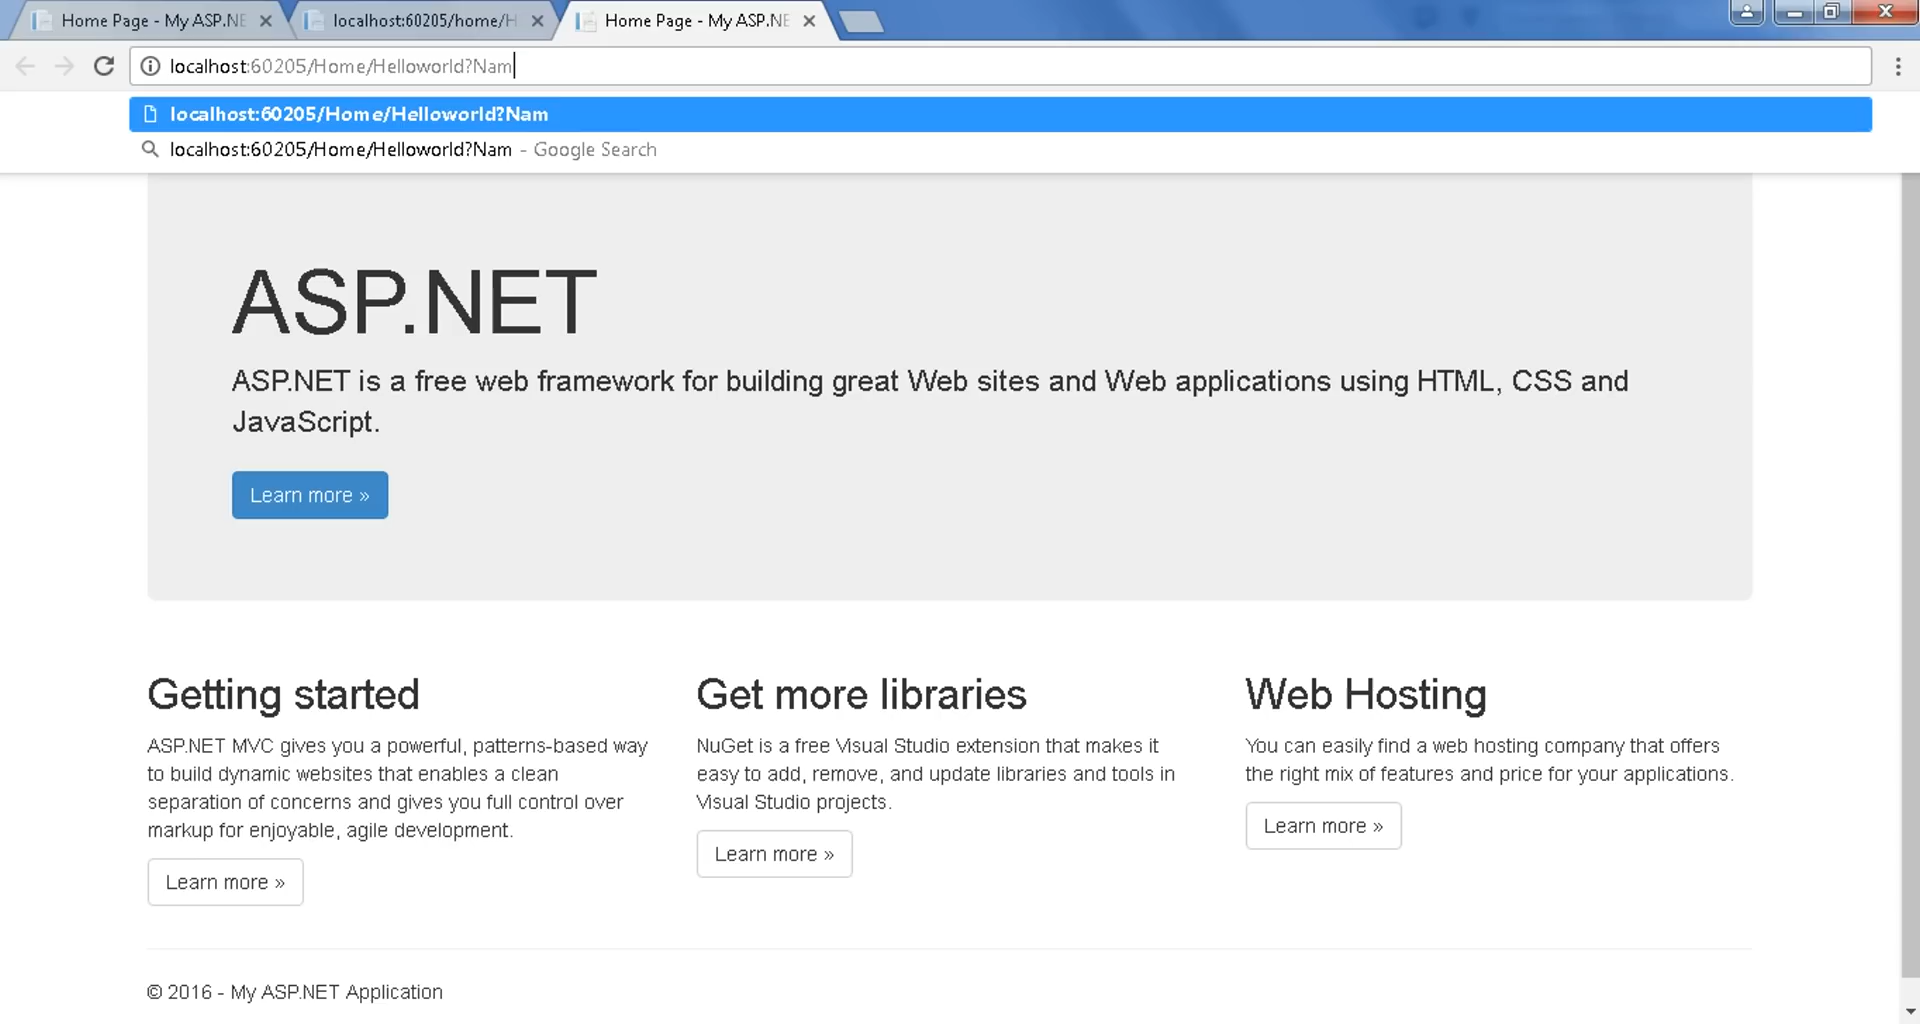 Home Page - My ASP.NE
localhost:60205/home/H
Home Page - My ASP.NE
localhost:60205/Home/Helloworld?Nam
localhost:60205/Home/Helloworld?Nam
localhost:60205/Home/Helloworld?Nam - Google Search
ASP.NET
ASP.NET is a free web framework for building great Web sites and Web applications using HTML, CSS and
JavaScript.
Learn more »
Getting started
ASP.NET MVC gives you a powerful, patterns-based way
to build dynamic websites that enables a clean
separation of concerns and gives you full control over
markup for enjoyable, agile development.
Learn more »
Get more libraries
NuGet is a free Visual Studio extension that makes it
easy to add, remove, and update libraries and tools in
Visual Studio projects.
Learn more »
Web Hosting
You can easily find a web hosting company that offers
the right mix of features and price for your applications.
Learn more »
© 2016 - My ASP.NET Application